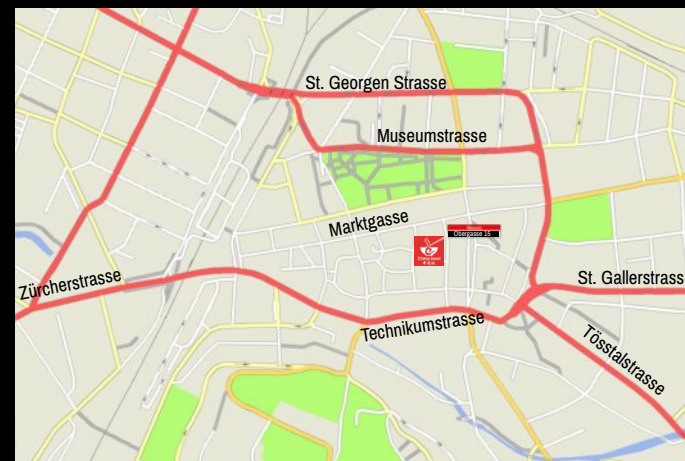 St. Georgen Strasse
Museumstrasse
Marktgasse
Obergasse 15
Zürcherstrasse
St. Gallerstrass
Technikumstrasse
Tösstalstrasse